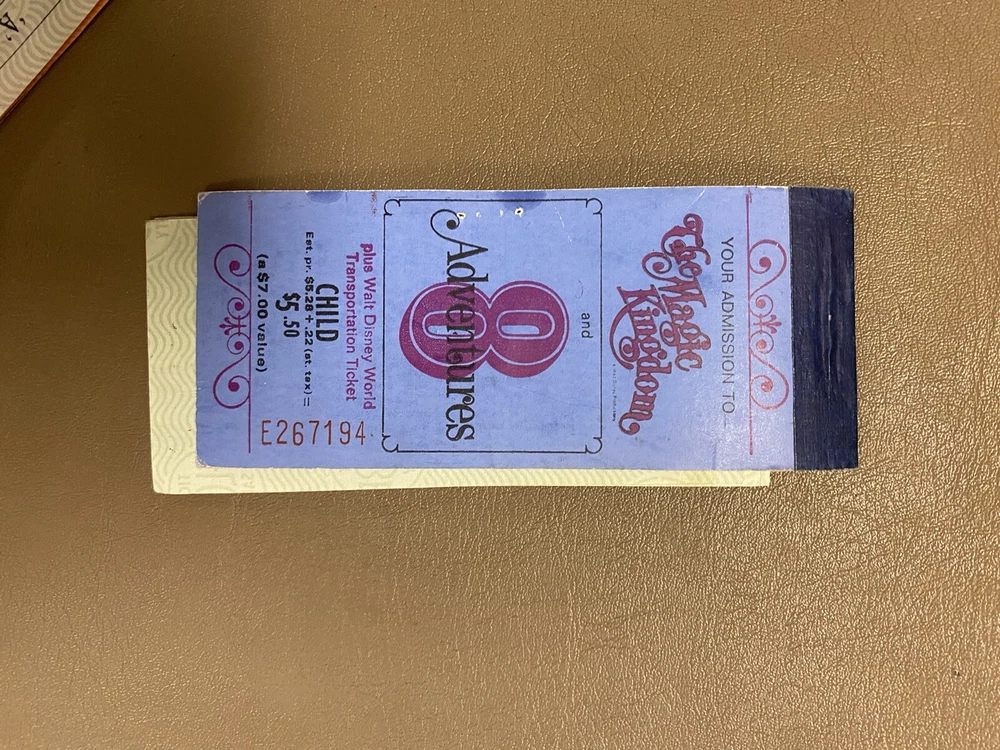 YOUR ADMISSION TO
The Magic
Kingdom
and
8
Adventures
plus Walt Disney World
Transportation Ticket
CHILD
Est. pr. $5.28 + .22 (st. tax) =
$5.50
(a $7.00 value)
E267194